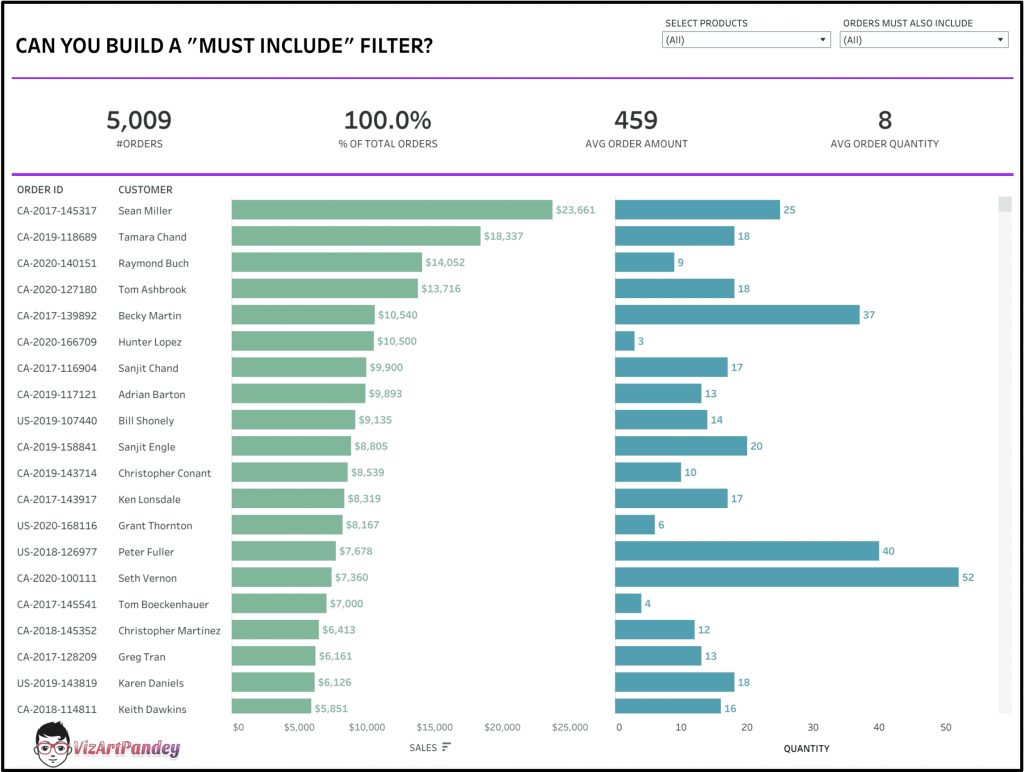 CAN YOU BUILD A "MUST INCLUDE" FILTER?
SELECT PRODUCTS
(All)
ORDERS MUST ALSO INCLUDE
(All)
5,009
#ORDERS
100.0%
% OF TOTAL ORDERS
459
AVG ORDER AMOUNT
8
AVG ORDER QUANTITY
ORDER ID CUSTOMER
CA-2017-145317 Sean Miller $23,661 25
CA-2019-118689 Tamara Chand $18,337 18
CA-2020-140151 Raymond Buch $14,052 9
CA-2020-127180 Tom Ashbrook $13,716 18
CA-2017-139892 Becky Martin $10,540 37
CA-2020-166709 Hunter Lopez $10,500 3
CA-2017-116904 Sanjit Chand $9,900 17
CA-2019-117121 Adrian Barton $9,893 13
US-2019-107440 Bill Shonely $9,135 14
CA-2019-158841 Sanjit Engle $8,805 20
CA-2019-143714 Christopher Conant $8,539 10
CA-2017-143917 Ken Lonsdale $8,319 17
US-2020-168116 Grant Thornton $8,167 6
US-2018-126977 Peter Fuller $7,678 40
CA-2020-100111 Seth Vernon $7,360 52
CA-2017-145541 Tom Boeckenhauer $7,000 4
CA-2018-145352 Christopher Martinez $6,413 12
CA-2017-128209 Greg Tran $6,161 13
US-2019-143819 Karen Daniels $6,126 18
CA-2018-114811 Keith Dawkins $5,851 16
$0 $5,000 $10,000 $15,000 $20,000 $25,000 0 10 20 30 40 50
SALES QUANTITY
VizArtPandey